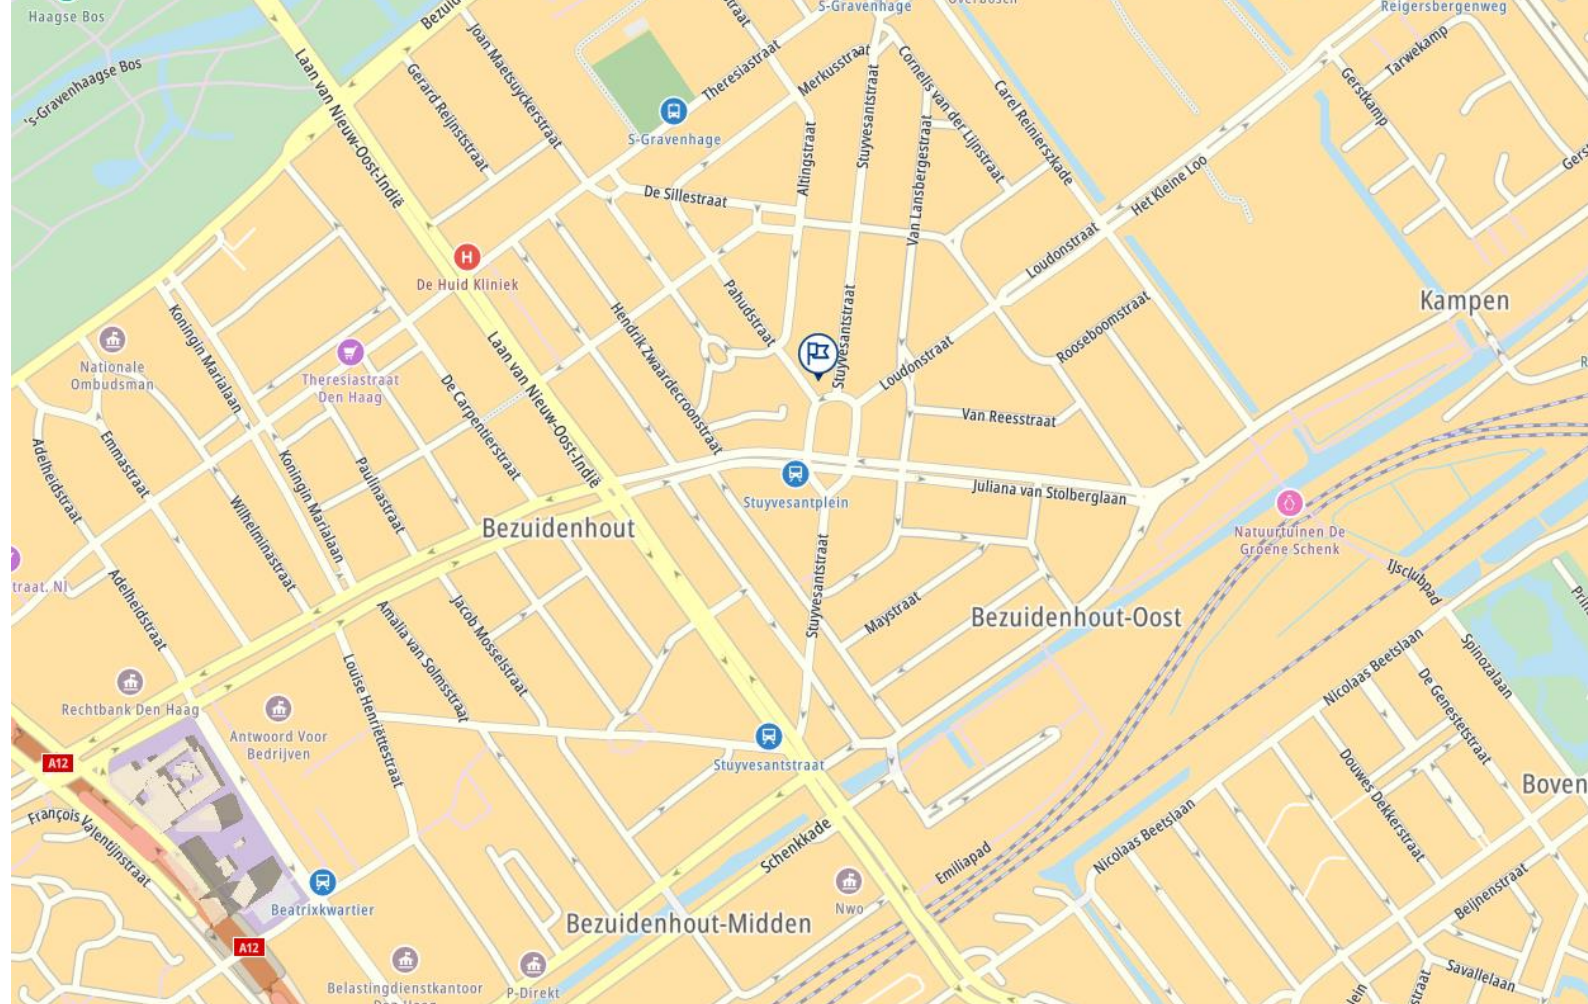 Haagse Bos
's-Gravenhaagse Bos
Laan van Nieuw-Oost-Indië
Joan Maetsuyckerstraat
Gerard Reijnststraat
S-Gravenhage
Theresiastraat
Merkusstraat
S-Gravenhage
Altingstraat
Stuyvesantstraat
Cornelis van der Lijnstraat
Van Lansbergestraat
Carel Reinierszkade
Reigersbergenweg
Tarwekamp
Gerstkamp
Het Kleine Loo
De Sillestraat
Loudonstraat
H
De Huid Kliniek
Kampen
Pahudstraat
Stuyvesantstraat
Rooseboomstraat
Loudonstraat
Van Reesstraat
Hendrik Zwaardecroonstraat
Koningin Marialaan
Nationale
Ombudsman
Theresiastraat
Den Haag
De Carpentierstraat
Laan van Nieuw-Oost-Indië
Adelheidstraat
Emmastraat
Koningin Marialaan
Paulinastraat
Wilhelminastraat
Bezuidenhout
Stuyvesantplein
Juliana van Stolberglaan
Natuurtuinen De
Groene Schenk
Ijsclubpad
traat. Nl
Adelheidstraat
Stuyvesantstraat
Maystraat
Bezuidenhout-Oost
Amalia van Solmsstraat
Jacob Mosselstraat
Louise Henriëttestraat
Nicolaas Beetslaan
Spinozalaan
De Genestetstraat
Rechtbank Den Haag
Antwoord Voor
Bedrijven
A12
Stuyvesantstraat
Douwes Dekkerstraat
Boven
François Valentijnstraat
Schenkkade
Emiliapad
Nicolaas Beetslaan
Beatrixkwartier
Nwo
Beijnenstraat
Bezuidenhout-Midden
A12
Belastingdienstkantoor
P-Direkt
Savallelaan